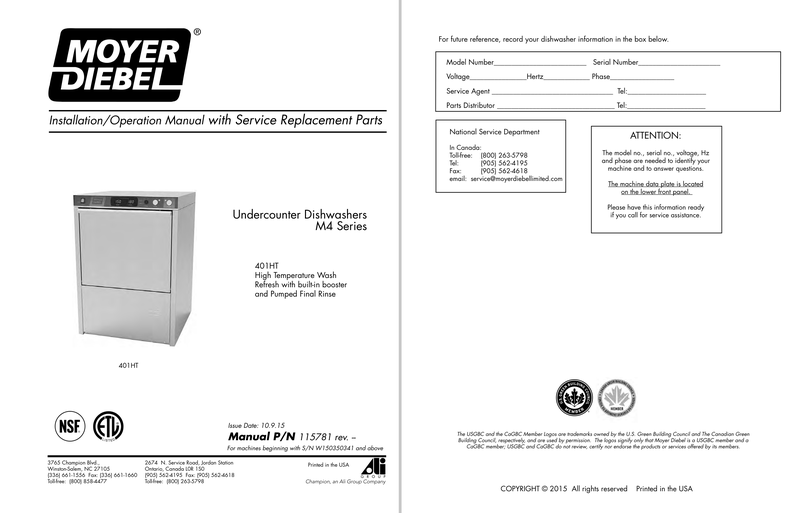 MOYER
DIEBEL
®
Installation/Operation Manual with Service Replacement Parts
Undercounter Dishwashers
M4 Series
401HT
High Temperature Wash
Refresh with built-in booster
and Pumped Final Rinse
401HT
NSF
ETL
Issue Date: 10.9.15
Manual P/N 115781 rev. –
For machines beginning with S/N W150350341 and above
3765 Champion Blvd.,
Winston-Salem, NC 27105
(336) 661-1556 Fax: (336) 661-1660
Toll-free: (800) 858-4477
2674 N. Service Road, Jordan Station
Ontario, Canada L0R 1S0
(905) 562-4195 Fax: (905) 562-4618
Toll-free: (800) 263-5798
Printed in the USA
Ali
GROUP
Champion, an Ali Group Company
For future reference, record your dishwasher information in the box below.
Model Number________________________ Serial Number______________________
Voltage_______________Hertz____________ Phase_________________
Service Agent ________________________________ Tel:_____________________
Parts Distributor _______________________________ Tel:_____________________
National Service Department
In Canada:
Toll-free: (800) 263-5798
Tel: (905) 562-4195
Fax: (905) 562-4618
email: service@moyerdiebellimited.com
ATTENTION:
The model no., serial no., voltage, Hz
and phase are needed to identify your
machine and to answer questions.
The machine data plate is located
on the lower front panel.
Please have this information ready
if you call for service assistance.
MEMBER
MEMBER
The USGBC and the CaGBC Member Logos are trademarks owned by the U.S. Green Building Council and The Canadian Green
Building Council, respectively, and are used by permission. The logos signify only that Moyer Diebel is a USGBC member and a
CaGBC member; USGBC and CaGBC do not review, certify nor endorse the products or services offered by its members.
COPYRIGHT © 2015 All rights reserved Printed in the USA